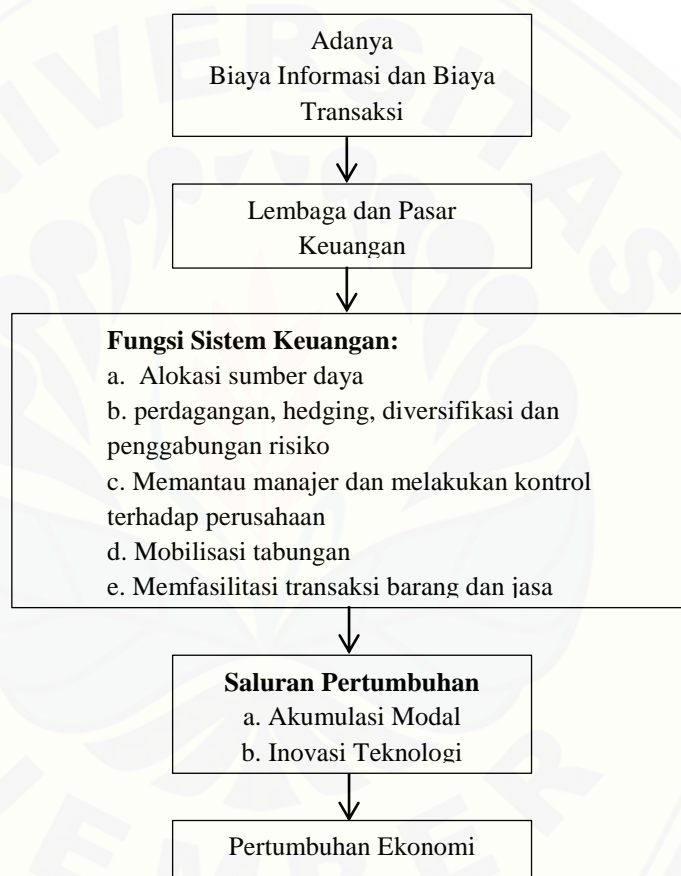 Adanya
Biaya Informasi dan Biaya
Transaksi
Lembaga dan Pasar
Keuangan
Fungsi Sistem Keuangan:
a. Alokasi sumber daya
b. perdagangan, hedging, diversifikasi dan
penggabungan risiko
c. Memantau manajer dan melakukan kontrol
terhadap perusahaan
d. Mobilisasi tabungan
e. Memfasilitasi transaksi barang dan jasa
Saluran Pertumbuhan
a. Akumulasi Modal
b. Inovasi Teknologi
Pertumbuhan Ekonomi
UNIVERSITAS
JEMBER